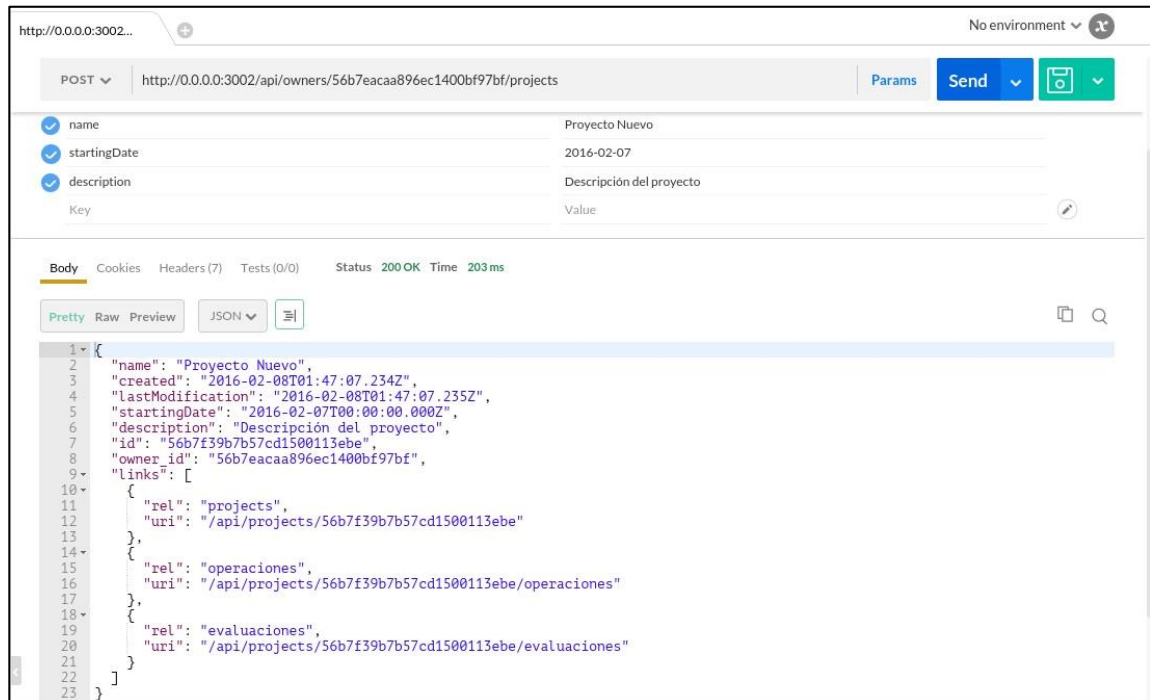 http://0.0.0.0:3002...
No environment
x
POST http://0.0.0.0:3002/api/owners/56b7eacaa896ec1400bf97bf/projects Params Send
name Proyecto Nuevo
startingDate 2016-02-07
description Descripción del proyecto
Key Value
Body Cookies Headers (7) Tests (0/0) Status 200 OK Time 203 ms
Pretty Raw Preview JSON
1 {
2 "name": "Proyecto Nuevo",
3 "created": "2016-02-08T01:47:07.234Z",
4 "lastModification": "2016-02-08T01:47:07.235Z",
5 "startingDate": "2016-02-07T00:00:00.000Z",
6 "description": "Descripción del proyecto",
7 "id": "56b7f39b7b57cd1500113ebe",
8 "owner_id": "56b7eacaa896ec1400bf97bf",
9 "links": [
10 {
11 "rel": "projects",
12 "uri": "/api/projects/56b7f39b7b57cd1500113ebe"
13 },
14 {
15 "rel": "operaciones",
16 "uri": "/api/projects/56b7f39b7b57cd1500113ebe/operaciones"
17 },
18 {
19 "rel": "evaluaciones",
20 "uri": "/api/projects/56b7f39b7b57cd1500113ebe/evaluaciones"
21 }
22 ]
23 }